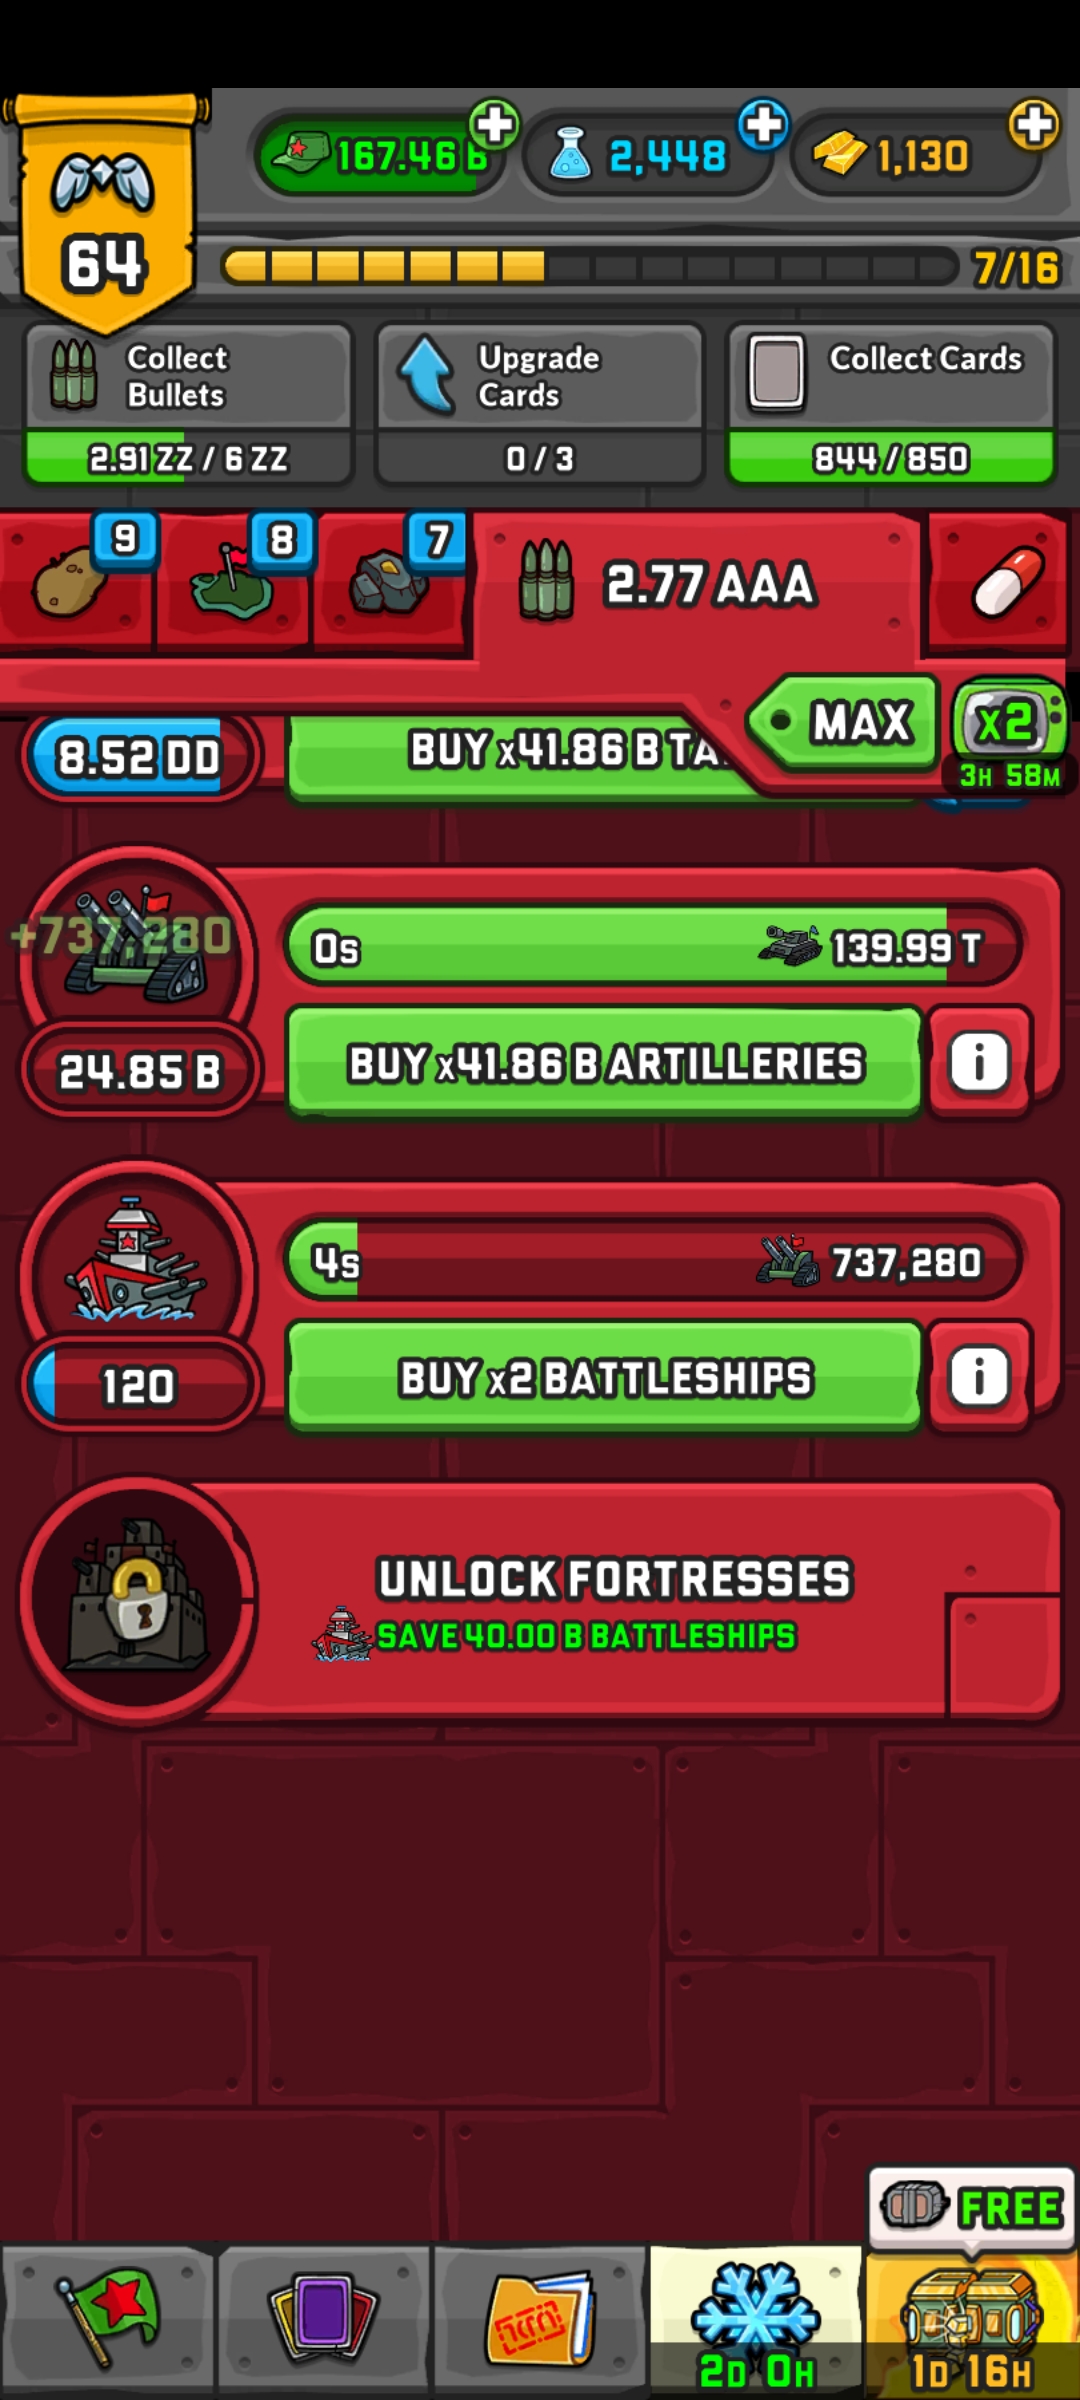 64
167.46 B
2,448
1,130
7/16
Collect
Bullets
2.91 ZZ / 6 ZZ
Upgrade
Cards
0 / 3
Collect Cards
844 / 850
9
8
7
2.77 AAA
MAX
x2
3H 58M
8.52 DD
BUY x41.86 B TA
+737,280
0s
139.99 T
24.85 B
BUY x41.86 B ARTILLERIES
i
4s
737,280
120
BUY x2 BATTLESHIPS
i
UNLOCK FORTRESSES
SAVE 40.00 B BATTLESHIPS
FREE
2D 0H
1D 16H